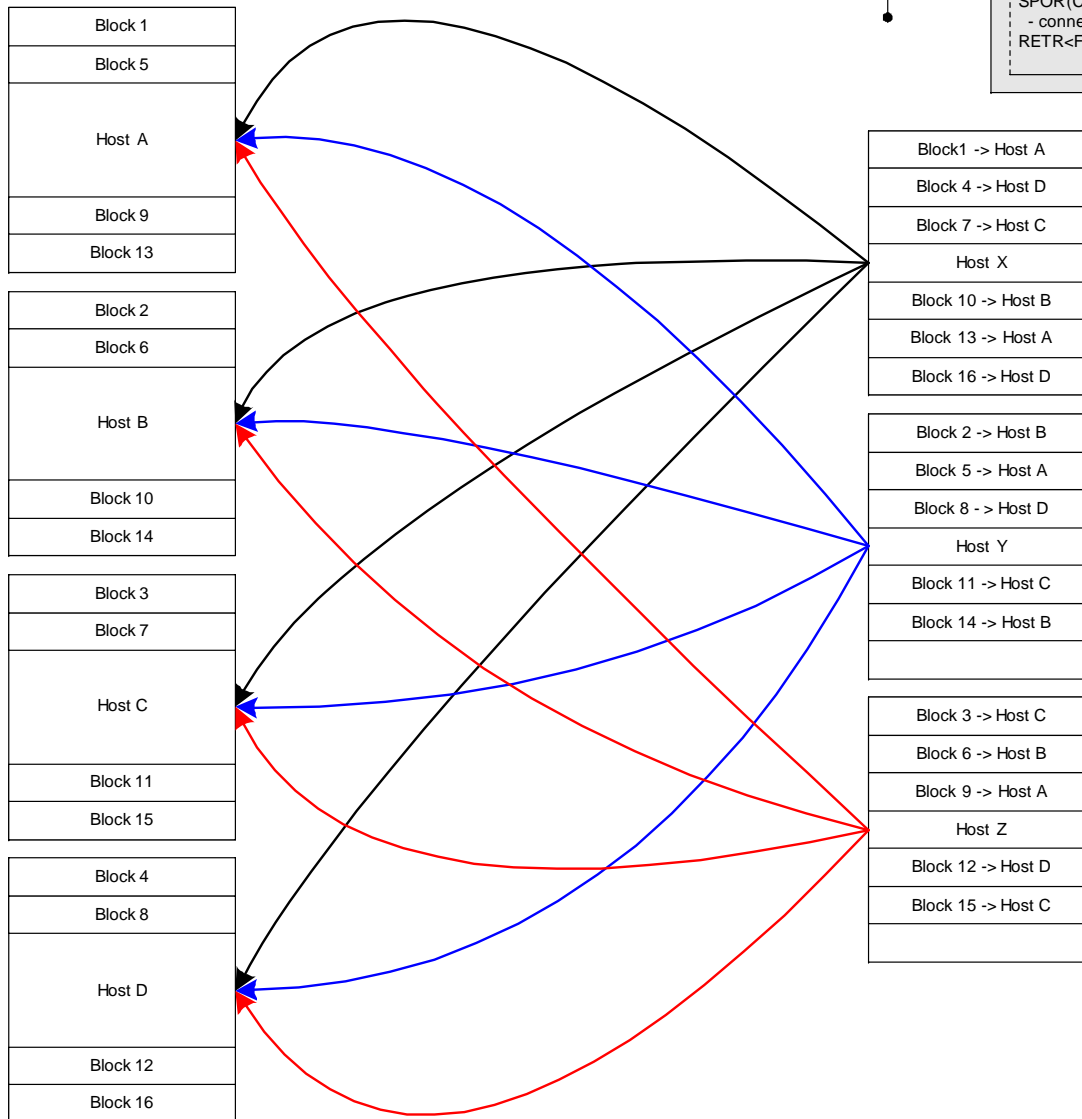 Block 1
Block 5
Host A
Block 9
Block 13
Block 2
Block 6
Host B
Block 10
Block 14
Block 3
Block 7
Host C
Block 11
Block 15
Block 4
Block 8
Host D
Block 12
Block 16
- conne
RETR<F
Block1 -> Host A
Block 4 -> Host D
Block 7 -> Host C
Host X
Block 10 -> Host B
Block 13 -> Host A
Block 16 -> Host D
Block 2 -> Host B
Block 5 -> Host A
Block 8 -> Host D
Host Y
Block 11 -> Host C
Block 14 -> Host B
Block 3 -> Host C
Block 6 -> Host B
Block 9 -> Host A
Host Z
Block 12 -> Host D
Block 15 -> Host C